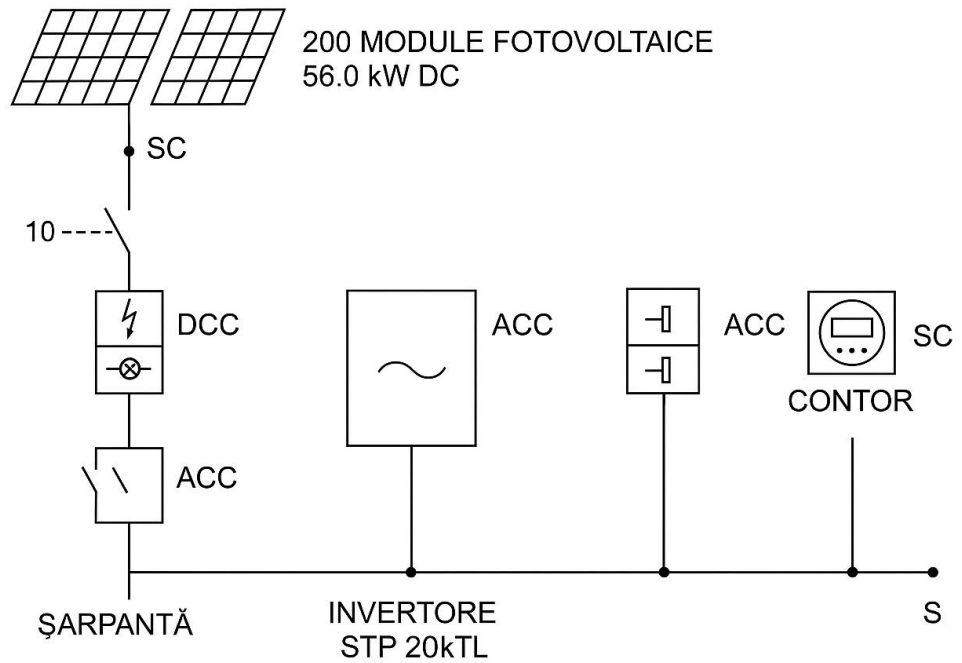 200 MODULE FOTOVOLTAICE
56.0 kW DC
SC
10
DCC
ACC
ACC
SC
CONTOR
ACC
ŞARPANTĂ
INVERTORE
STP 20kTL
S